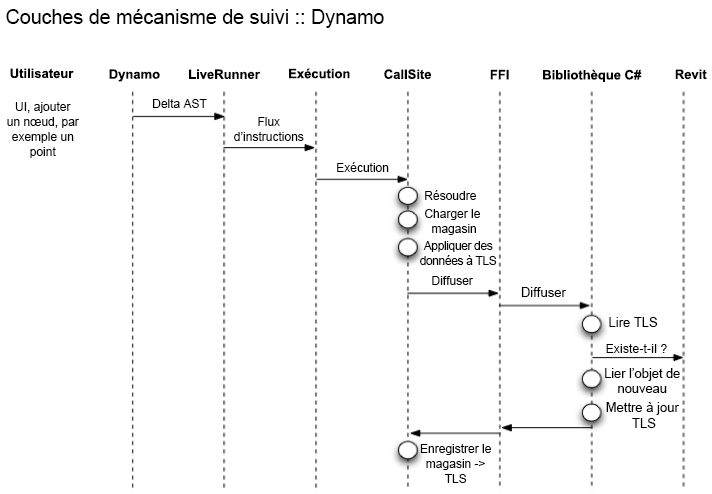 Couches de mécanisme de suivi :: Dynamo
Utilisateur
Dynamo
LiveRunner
Exécution
CallSite
FFI
Bibliothèque C#
Revit
UI, ajouter
un nœud, par
exemple un
point
Delta AST
Flux
d'instructions
Exécution
Résoudre
Charger le
magasin
Appliquer des
données à TLS
Diffuser
Diffuser
Lire TLS
Existe-t-il ?
Lier l'objet de
nouveau
Mettre à jour
TLS
Enregistrer le
magasin ->
TLS